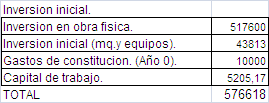 Inversion inicial.
Inversion en obra fisica. 517600
Inversion inicial (mq.y equipos). 43813
Gastos de constitucion. (Año 0). 10000
Capital de trabajo. 5205,17
TOTAL 576618